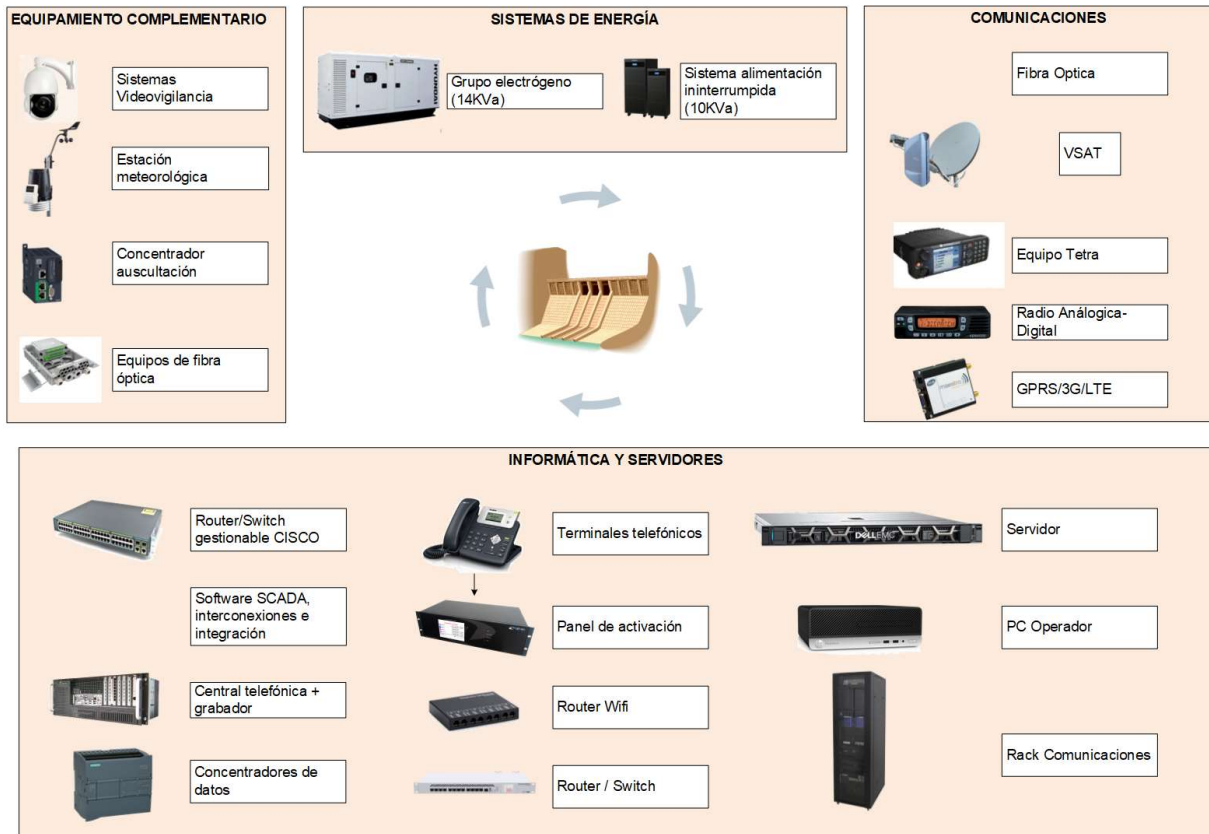 EQUIPAMIENTO COMPLEMENTARIO
Sistemas
Videovigilancia
Estación
meteorológica
Concentrador
auscultación
Equipos de fibra
óptica
SISTEMAS DE ENERGÍA
HYUNDAI
Grupo electrógeno
(14KVa)
Sistema alimentación
ininterrumpida
(10KVa)
COMUNICACIONES
Fibra Optica
VSAT
Equipo Tetra
Radio Análogica-
Digital
GPRS/3G/LTE
INFORMÁTICA Y SERVIDORES
Router/Switch
gestionable CISCO
Terminales telefónicos
DELLEMC
Servidor
Software SCADA,
interconexiones e
integración
Panel de activación
PC Operador
Central telefónica +
grabador
Router Wifi
Rack Comunicaciones
Concentradores de
datos
Router / Switch